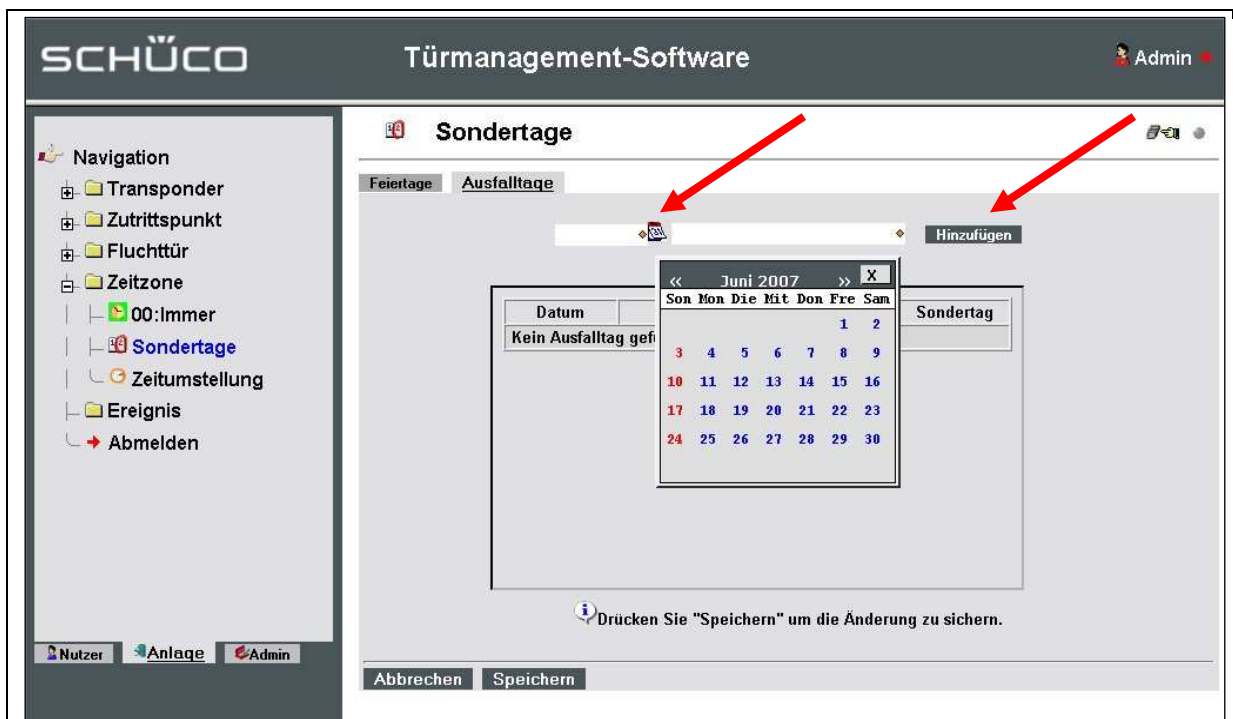 SCHÜCO
Türmanagement-Software
Admin
Navigation
Transponder
Zutrittspunkt
Fluchttür
Zeitzone
00:Immer
Sondertage
Zeitumstellung
Ereignis
Abmelden
Nutzer Anlage Admin
Sondertage
Feiertage Ausfalltage
Hinzufügen
« Juni 2007 » X
Son Mon Die Mit Don Fre Sam
1 2
3 4 5 6 7 8 9
10 11 12 13 14 15 16
17 18 19 20 21 22 23
24 25 26 27 28 29 30
Datum Sondertag
Kein Ausfalltag gef
Drücken Sie "Speichern" um die Änderung zu sichern.
Abbrechen Speichern